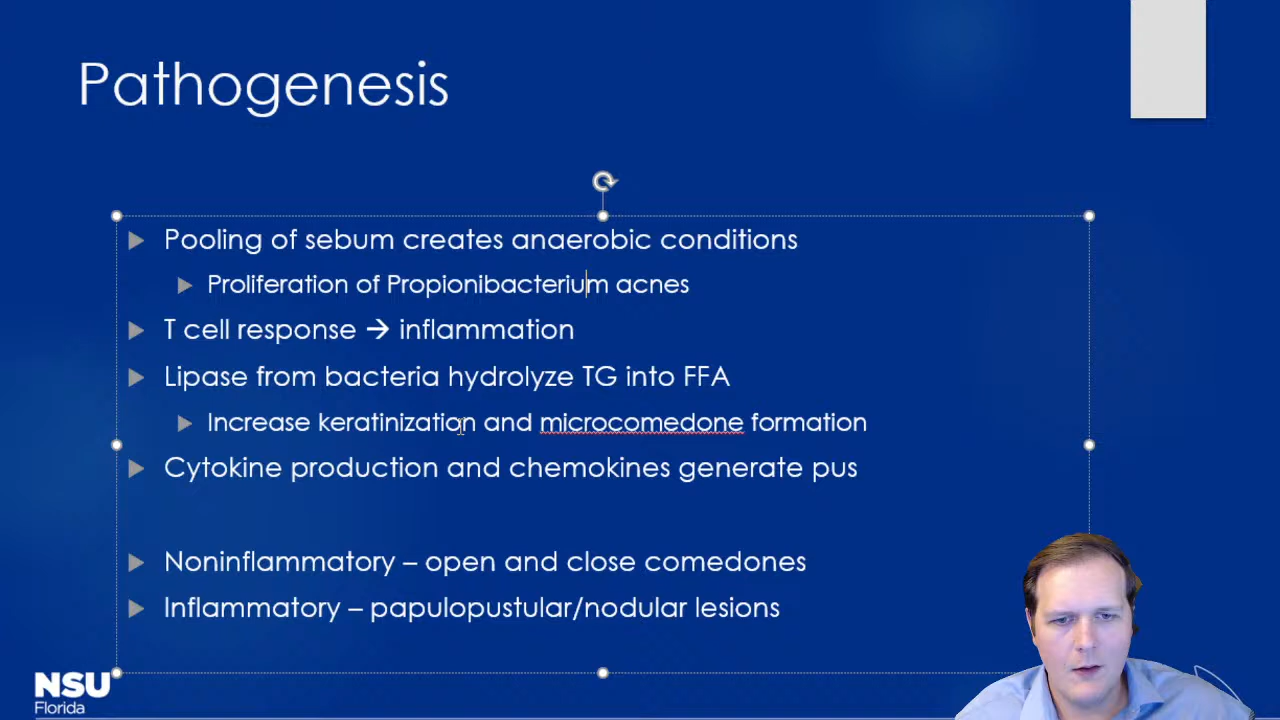 Pathogenesis
Pooling of sebum creates anaerobic conditions
Proliferation of Propionibacterium acnes
T cell response → inflammation
Lipase from bacteria hydrolyze TG into FFA
Increase keratinization and microcomedone formation
Cytokine production and chemokines generate pus
Noninflammatory – open and close comedones
Inflammatory – papulopustular/nodular lesions
NSU
Florida